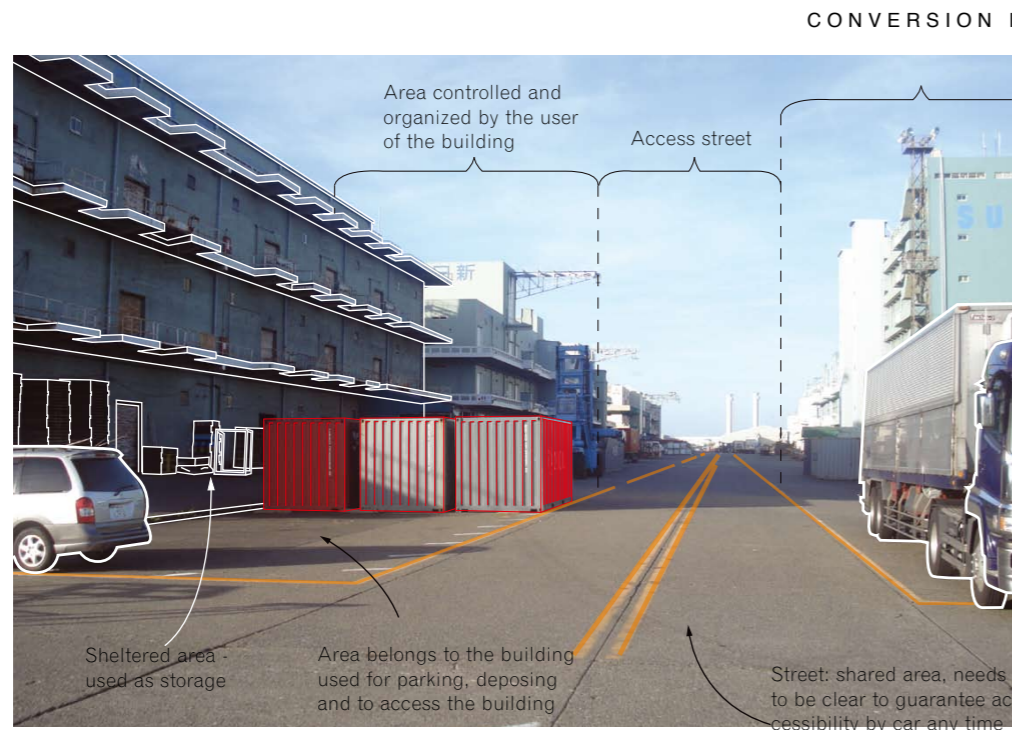 CONVERSION
Area controlled and
organized by the user
of the building
Access street
新
SU
Sheltered area -
used as storage
Area belongs to the building
used for parking, deposing
and to access the building
Street: shared area, needs
to be clear to guarantee ac-
cessibility by car any time